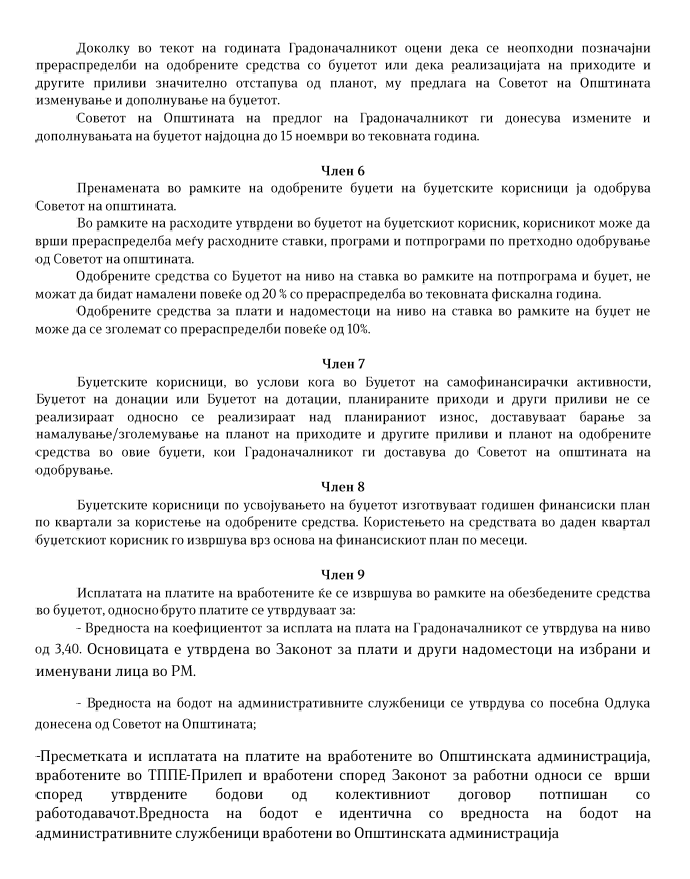 Доколку во текот на годината Градоначалникот оцени дека се неопходни позначајни
прераспределби на одобрените средства со буџетот или дека реализацијата на приходите и
другите приливи значително отстапува од планот, му предлага на Советот на Општината
изменување и дополнување на буџетот.
Советот на Општината на предлог на Градоначалникот ги донесува измените и
дополнувањата на буџетот најдоцна до 15 ноември во тековната година.
Член 6
Пренамената во рамките на одобрените буџети на буџетските корисници ја одобрува
Советот на општината.
Во рамките на расходите утврдени во буџетот на буџетскиот корисник, корисникот може да
врши прераспределба меѓу расходните ставки, програми и потпрограми по претходно одобрување
од Советот на општината.
Одобрените средства со Буџетот на ниво на ставка во рамките на потпрограма и буџет, не
можат да бидат намалени повеќе од 20 % со прераспределба во тековната фискална година.
Одобрените средства за плати и надоместоци на ниво на ставка во рамките на буџет не
може да се зголемат со прераспределби повеќе од 10%.
Член 7
Буџетските корисници, во услови кога во Буџетот на самофинансирачки активности,
Буџетот на донации или Буџетот на дотации, планираните приходи и други приливи не се
реализираат односно се реализираат над планираниот износ, доставуваат барање за
намалување/зголемување на планот на приходите и другите приливи и планот на одобрените
средства во овие буџети, кои Градоначалникот ги доставува до Советот на општината на
одобрување.
Член 8
Буџетските корисници по усвојувањето на буџетот изготвуваат годишен финансиски план
по квартали за користење на одобрените средства. Користењето на средствата во даден квартал
буџетскиот корисник го извршува врз основа на финансискиот план по месеци.
Член 9
Исплатата на платите на вработените ќе се извршува во рамките на обезбедените средства
во буџетот, односно бруто платите се утврдуваат за:
- Вредноста на коефициентот за исплата на плата на Градоначалникот се утврдува на ниво
од 3,40. Основицата е утврдена во Законот за плати и други надоместоци на избрани и
именувани лица во РМ.
- Вредноста на бодот на административните службеници се утврдува со посебна Одлука
донесена од Советот на Општината;
-Пресметката и исплатата на платите на вработените во Општинската администрација,
вработените во ТППЕ-Прилеп и вработени според Законот за работни односи се врши
според утврдените бодови од колективниот договор потпишан со
работодавачот.Вредноста на бодот е идентична со вредноста на бодот на
административните службеници вработени во Општинската администрација